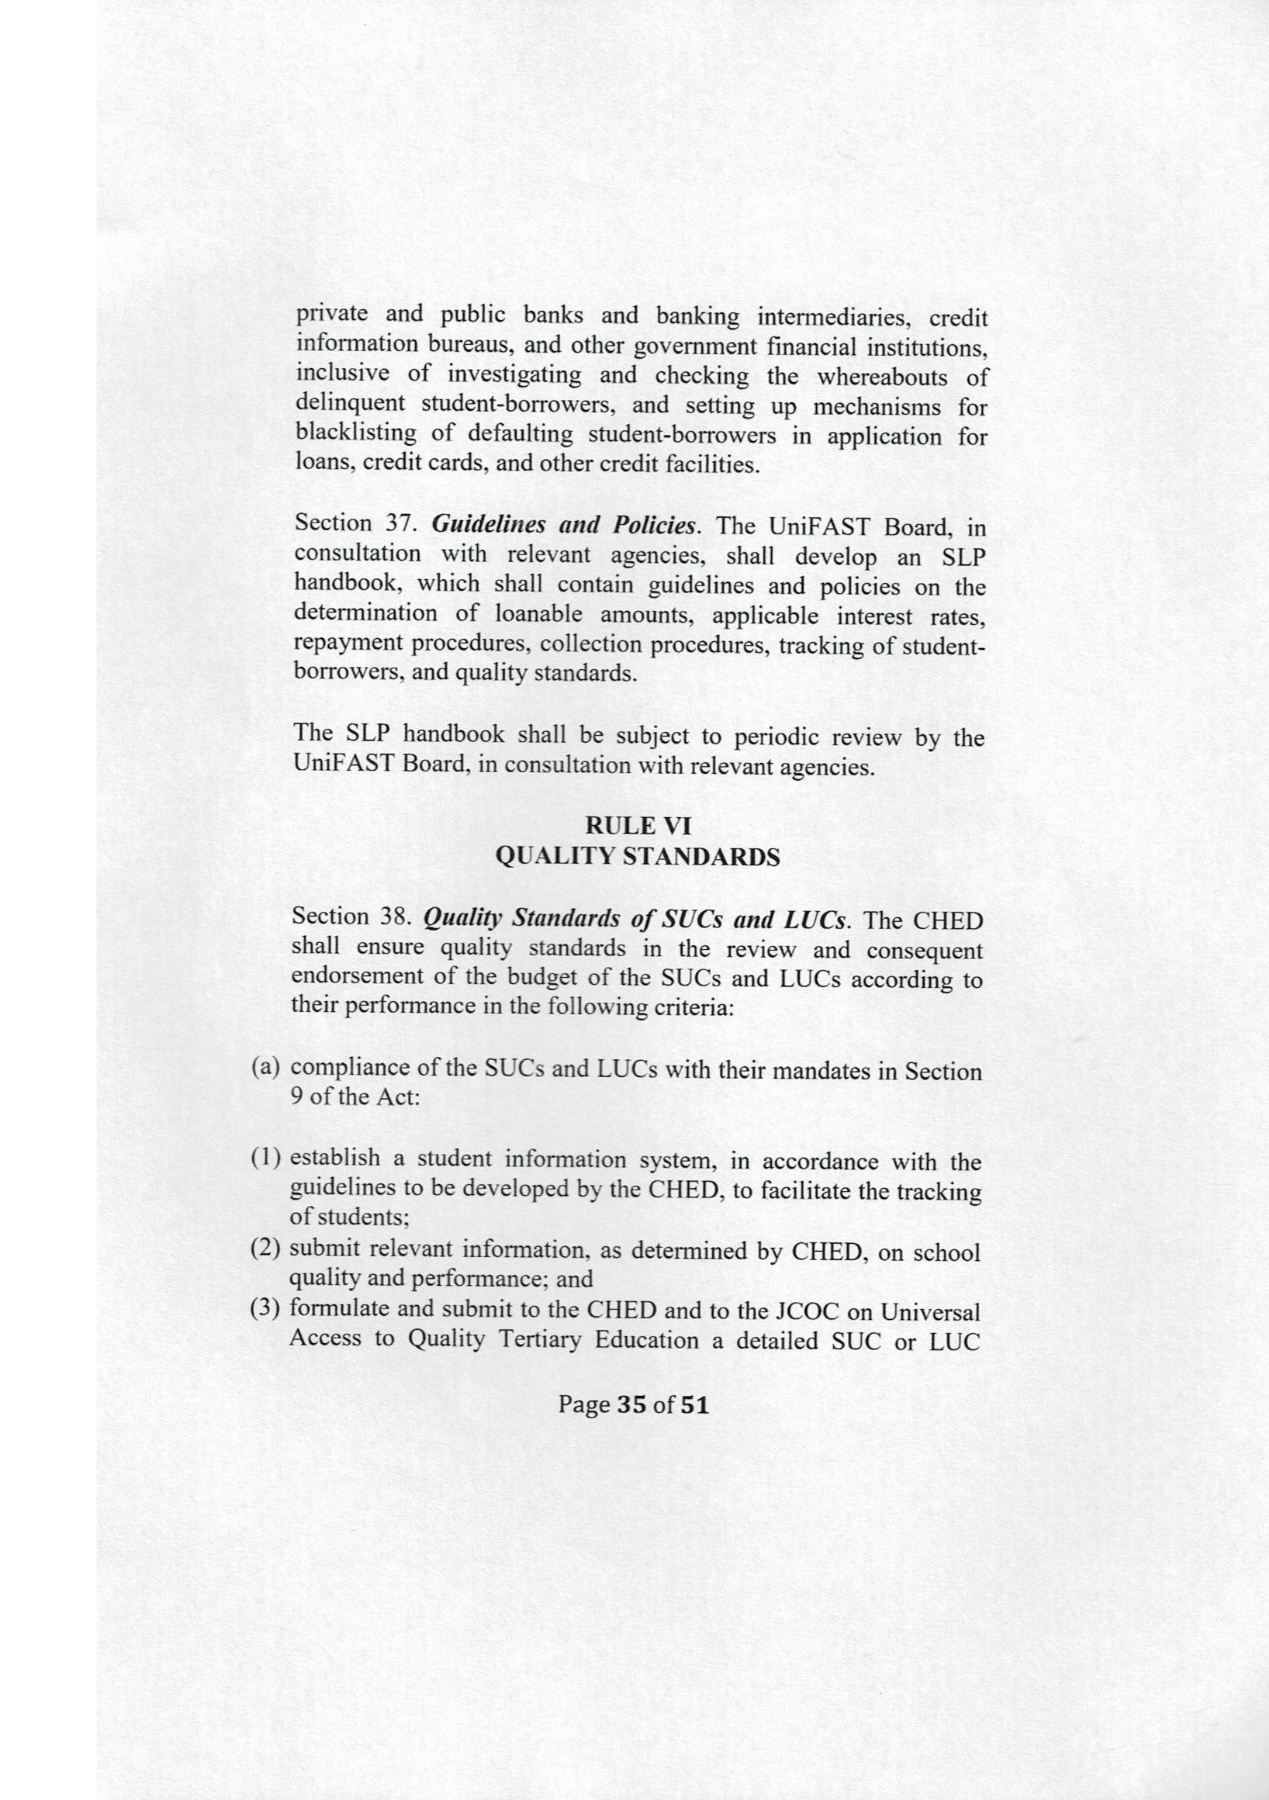 private and public banks and banking intermediaries, credit
information bureaus, and other government financial institutions,
inclusive of investigating and checking the whereabouts of
delinquent student-borrowers, and setting up mechanisms for
blacklisting of defaulting student-borrowers in application for
loans, credit cards, and other credit facilities.
Section 37. Guidelines and Policies. The UniFAST Board, in
consultation with relevant agencies, shall develop an SLP
handbook, which shall contain guidelines and policies on the
determination of loanable amounts, applicable interest rates,
repayment procedures, collection procedures, tracking of student-
borrowers, and quality standards.
The SLP handbook shall be subject to periodic review by the
UniFAST Board, in consultation with relevant agencies.
RULE VI
QUALITY STANDARDS
Section 38. Quality Standards of SUCs and LUCs. The CHED
shall ensure quality standards in the review and consequent
endorsement of the budget of the SUCs and LUCs according to
their performance in the following criteria:
(a) compliance of the SUCs and LUCs with their mandates in Section
9 of the Act:
(1) establish a student information system, in accordance with the
guidelines to be developed by the CHED, to facilitate the tracking
of students;
(2) submit relevant information, as determined by CHED, on school
quality and performance; and
(3) formulate and submit to the CHED and to the JCOC on Universal
Access to Quality Tertiary Education a detailed SUC or LUC
Page 35 of 51